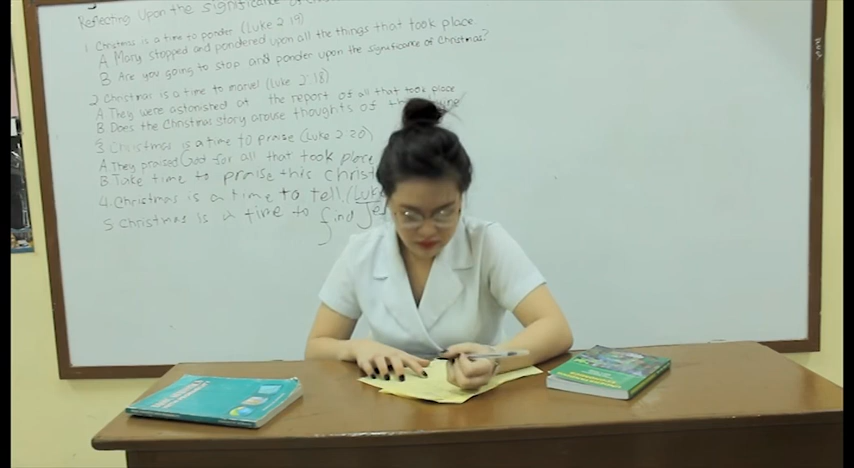 Reflecting Upon the significance of
1 Christmas is a time to ponder (Luke 2 19)
A Mary stopped and pondered upon all the things that took place
B Are you going to stop and ponder upon the significance of Christmas?
2 Christmas is a time to marvel (Luke 2:18)
A They were astonished at the report of all that took place
B Does the Christmas story arouse thoughts of the
3 Christmas is a time to praise (Luke 2:20)
A They praised God for all that took place
B Take time to praise this
4. Christmas is a time to tell (Luke
5 Christmas is a time to find